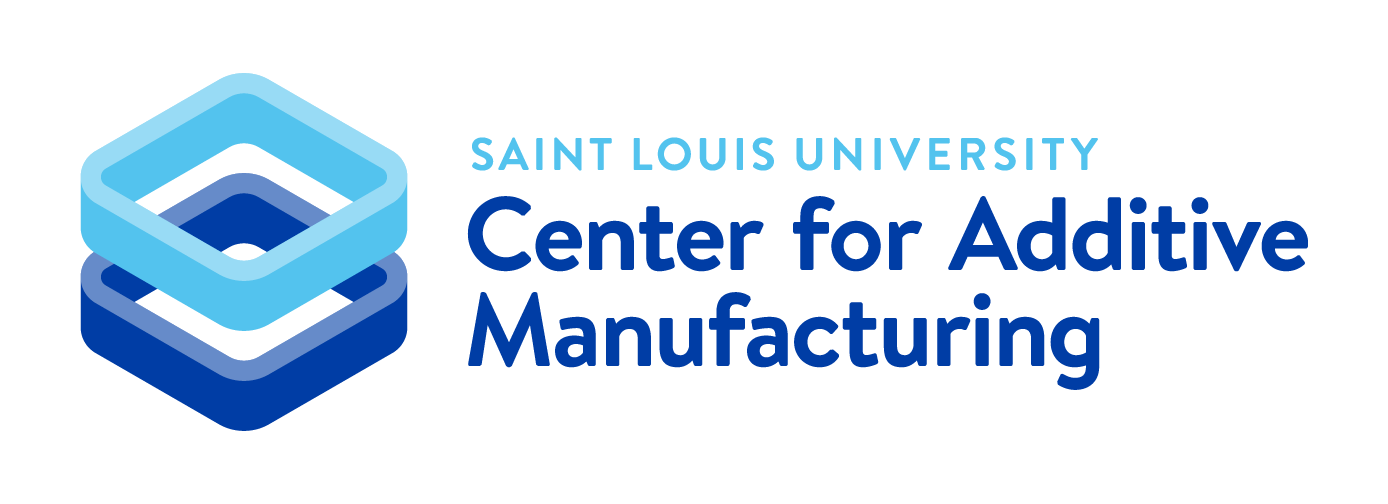 SAINT LOUIS UNIVERSITY
Center for Additive
Manufacturing